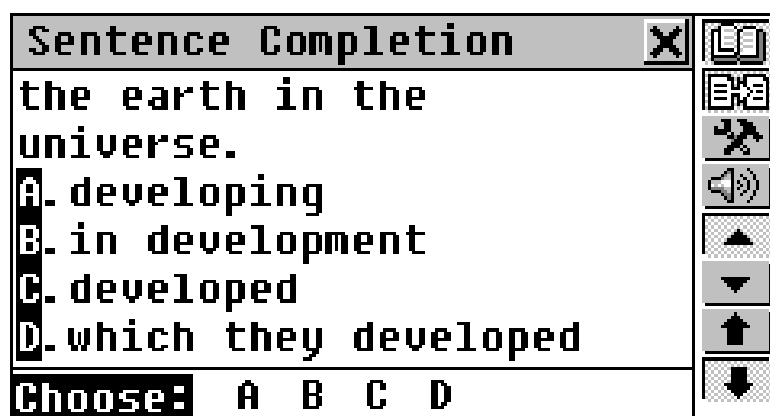 Sentence Completion
the earth in the
universe.
A.developing
B.in development
C.developed
D.which they developed
Choose: A B C D